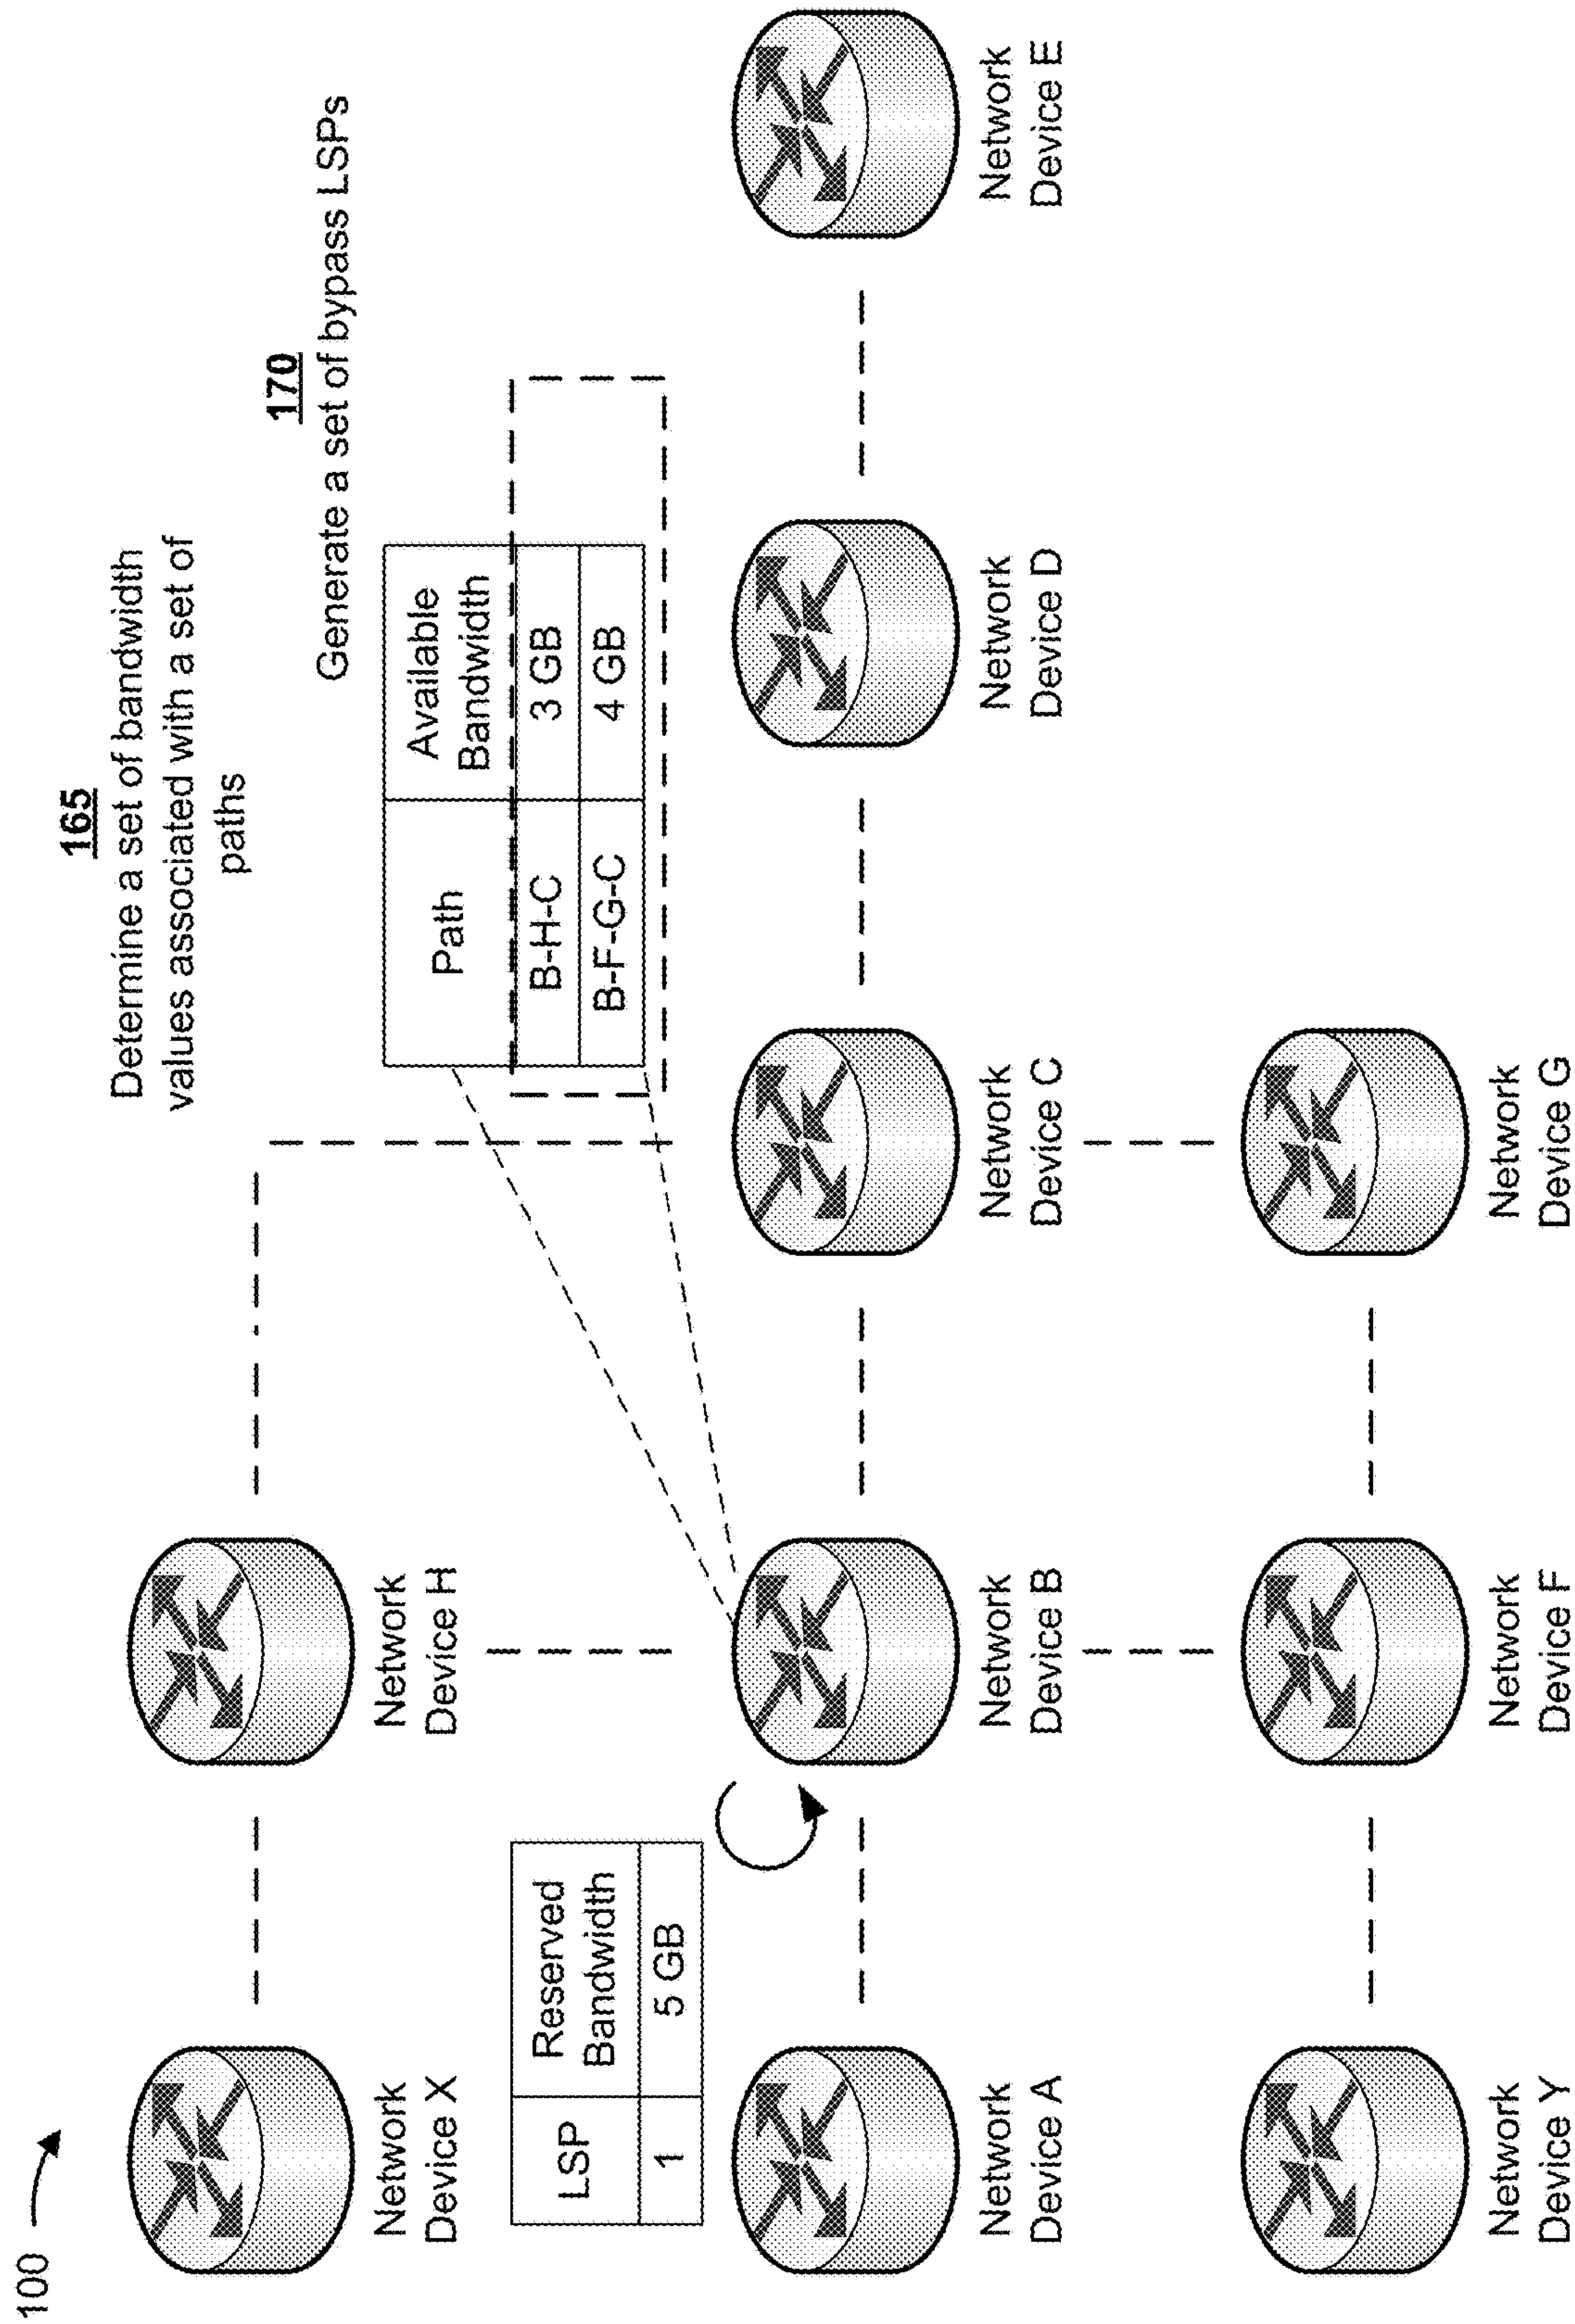 100
165
Determine a set of bandwidth
values associated with a set of
paths
170
Generate a set of bypass LSPs
Path
Available
Bandwidth
B-H-C
3 GB
B-F-G-C
4 GB
Network
Device X
Network
Device H
LSP
Reserved
Bandwidth
1
5 GB
Network
Device A
Network
Device B
Network
Device C
Network
Device D
Network
Device E
Network
Device Y
Network
Device F
Network
Device G